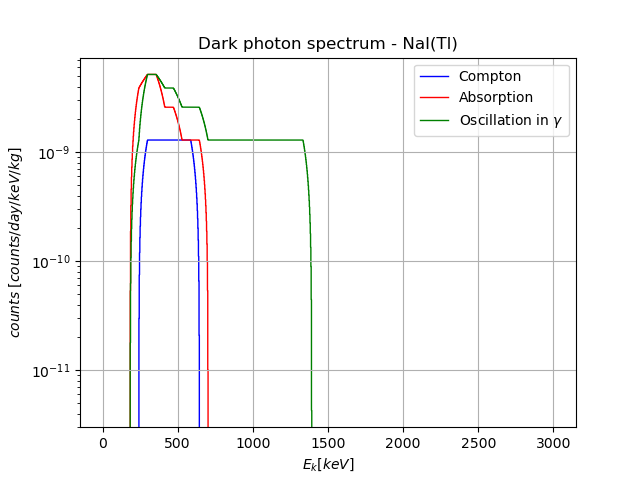 Dark photon spectrum - NaI(Tl)
Compton
Absorption
Oscillation in γ
counts [counts/day/keV/kg]
10⁻⁹
10⁻¹⁰
10⁻¹¹
0 500 1000 1500 2000 2500 3000
Eₖ[keV]